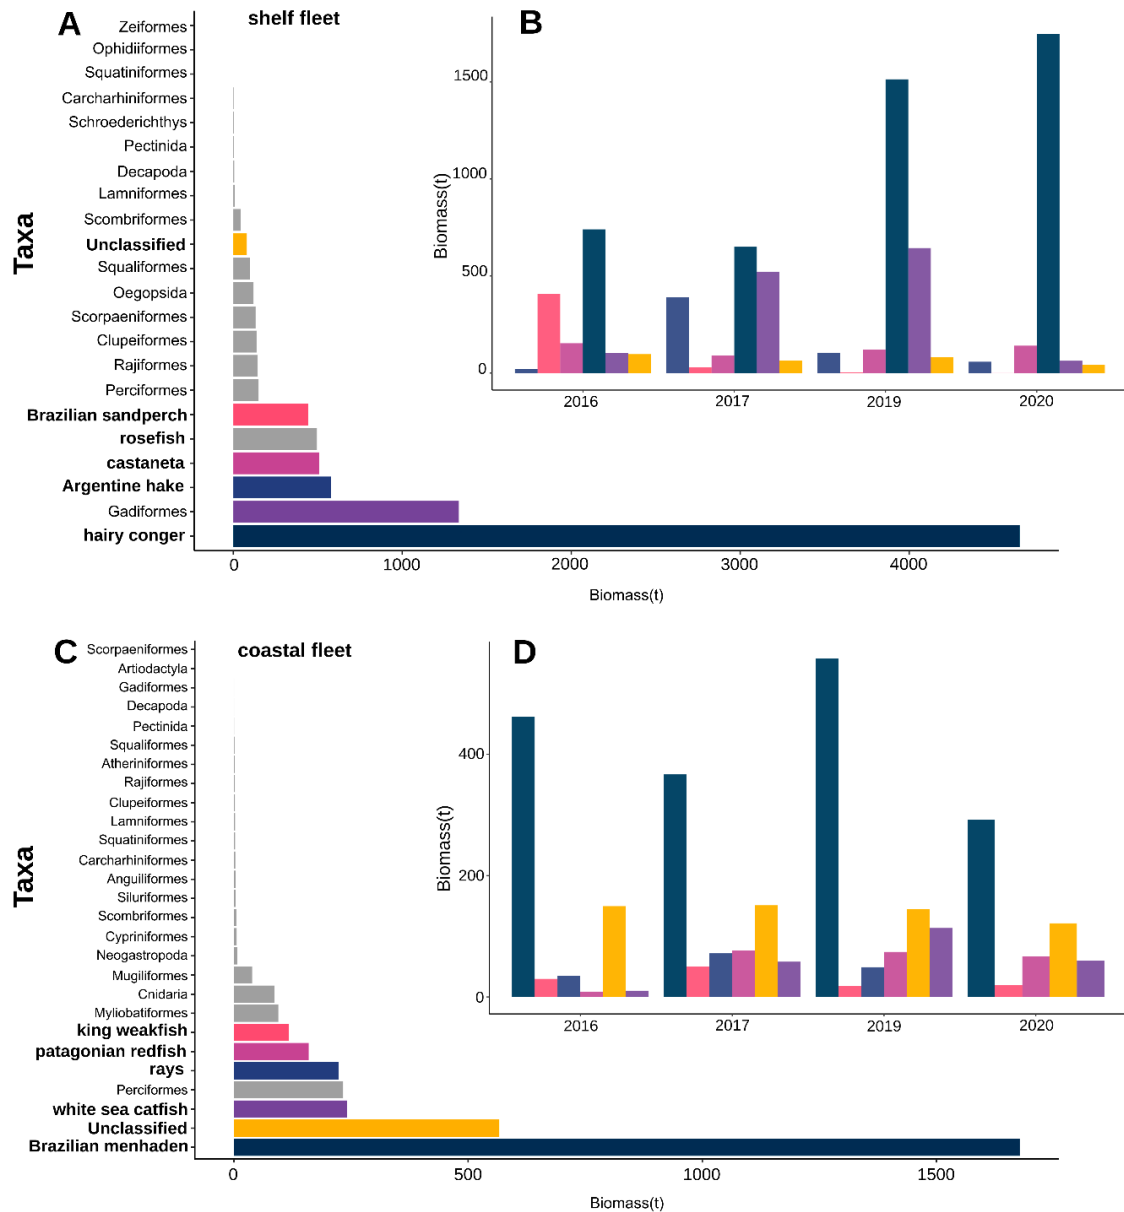 A
shelf fleet
B
Taxa
Zeiformes
Ophidiiformes
Squatiniformes
Carcharhiniformes
Schroederichthys
Pectinida
Decapoda
Lamniformes
Scombriformes
Unclassified
Squaliformes
Oegopsida
Scorpaeniformes
Clupeiformes
Rajiformes
Perciformes
Brazilian sandperch
rosefish
castaneta
Argentine hake
Gadiformes
hairy conger
0
1000
2000
3000
4000
Biomass(t)
Biomass(t)
1500
1000
500
0
2016
2017
2019
2020
C
coastal fleet
D
Taxa
Scorpaeniformes
Artiodactyla
Gadiformes
Decapoda
Pectinida
Squaliformes
Atheriniformes
Rajiformes
Clupeiformes
Lamniformes
Squatiniformes
Carcharhiniformes
Anguiliformes
Siluriformes
Scombriformes
Cypriniformes
Neogastropoda
Mugiliformes
Cnidaria
Myliobatiformes
king weakfish
patagonian redfish
rays
Perciformes
white sea catfish
Unclassified
Brazilian menhaden
0
500
1000
1500
Biomass(t)
Biomass(t)
400
200
0
2016
2017
2019
2020